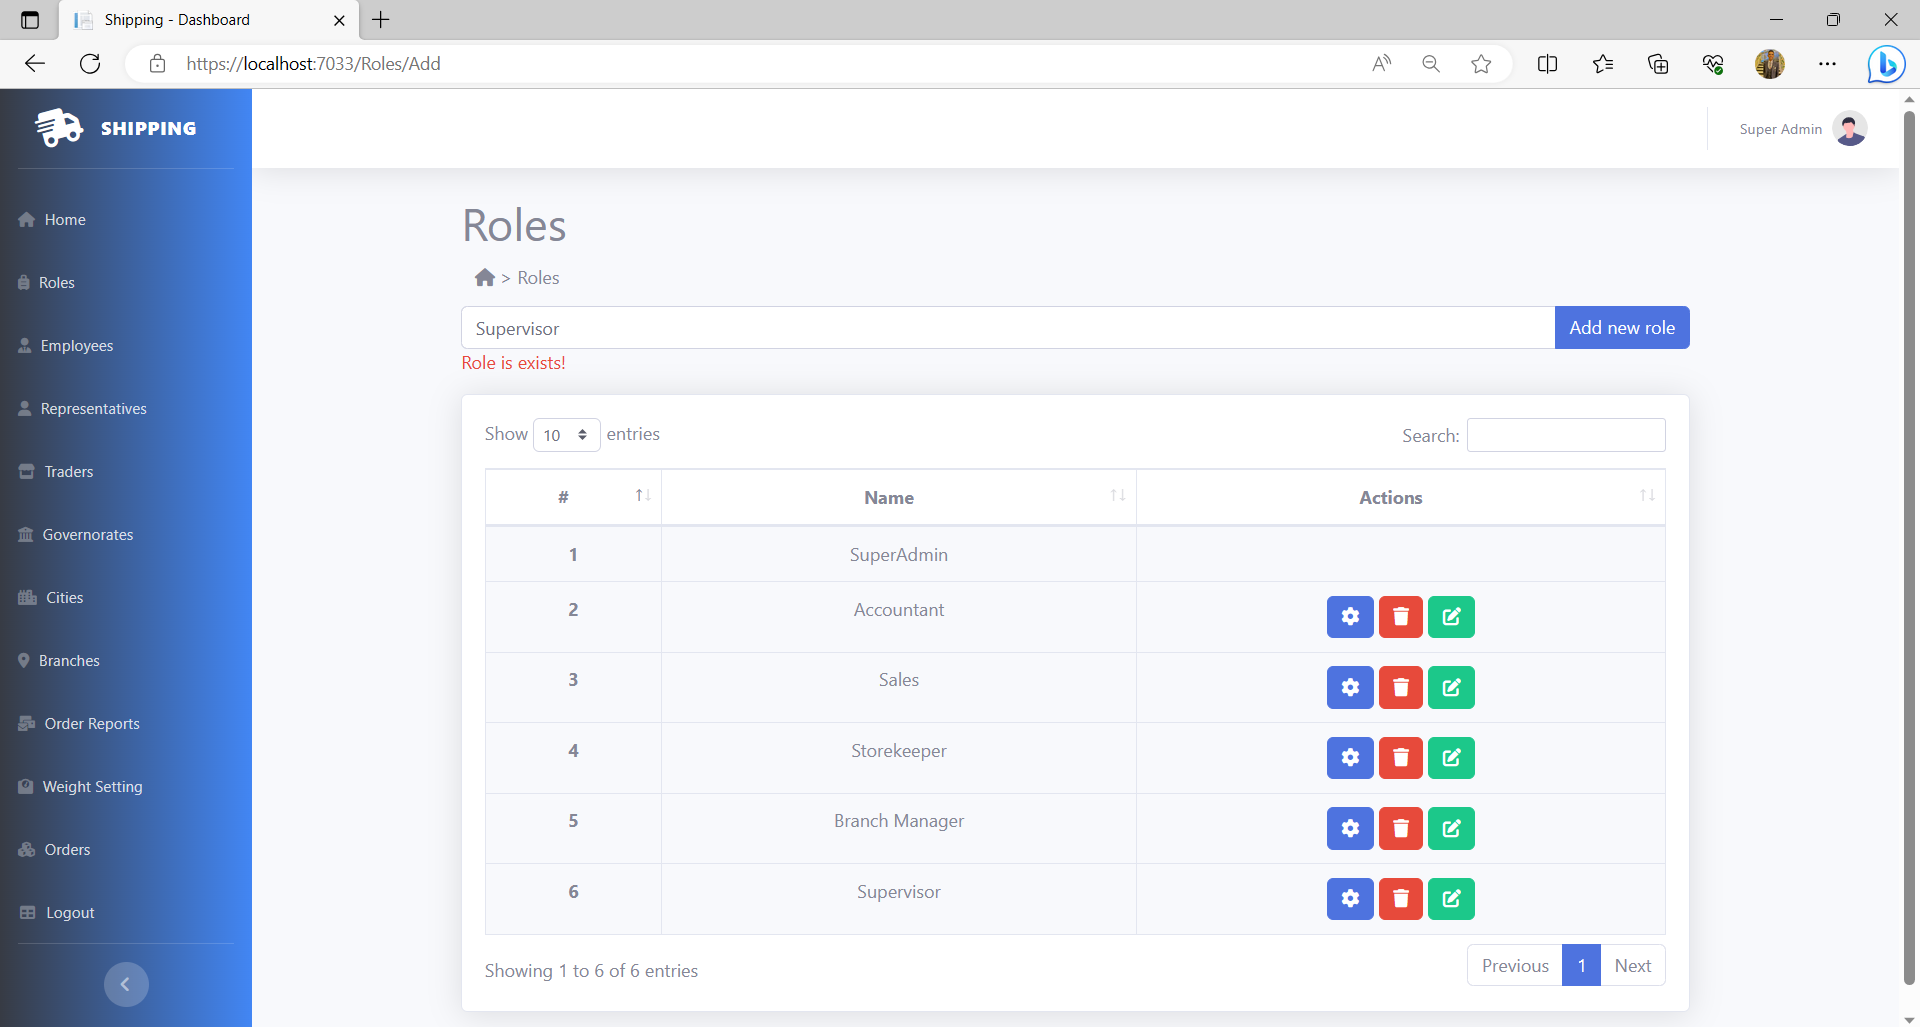 Shipping - Dashboard
https://localhost:7033/Roles/Add
SHIPPING
Super Admin
Home
Roles
Employees
Representatives
Traders
Governorates
Cities
Branches
Order Reports
Weight Setting
Orders
Logout
Roles
> Roles
Supervisor
Add new role
Role is exists!
Show 10 entries
Search:
# Name Actions
1 SuperAdmin
2 Accountant
3 Sales
4 Storekeeper
5 Branch Manager
6 Supervisor
Showing 1 to 6 of 6 entries
Previous 1 Next